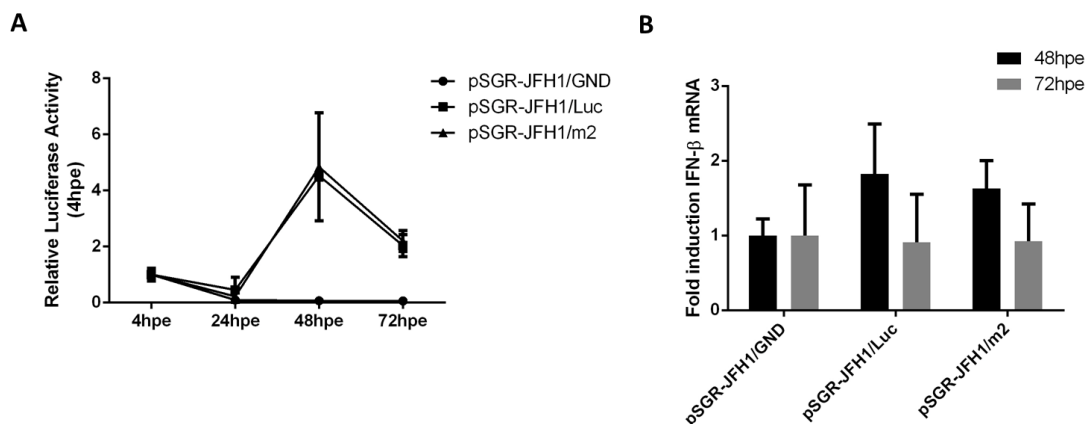 A
Relative Luciferase Activity
(4hpe)
8
6
4
2
0
4hpe
24hpe
48hpe
72hpe
pSGR-JFH1/GND
pSGR-JFH1/Luc
pSGR-JFH1/m2
B
Fold induction IFN-β mRNA
3
2
1
0
pSGR-JFH1/GND
pSGR-JFH1/Luc
pSGR-JFH1/m2
48hpe
72hpe